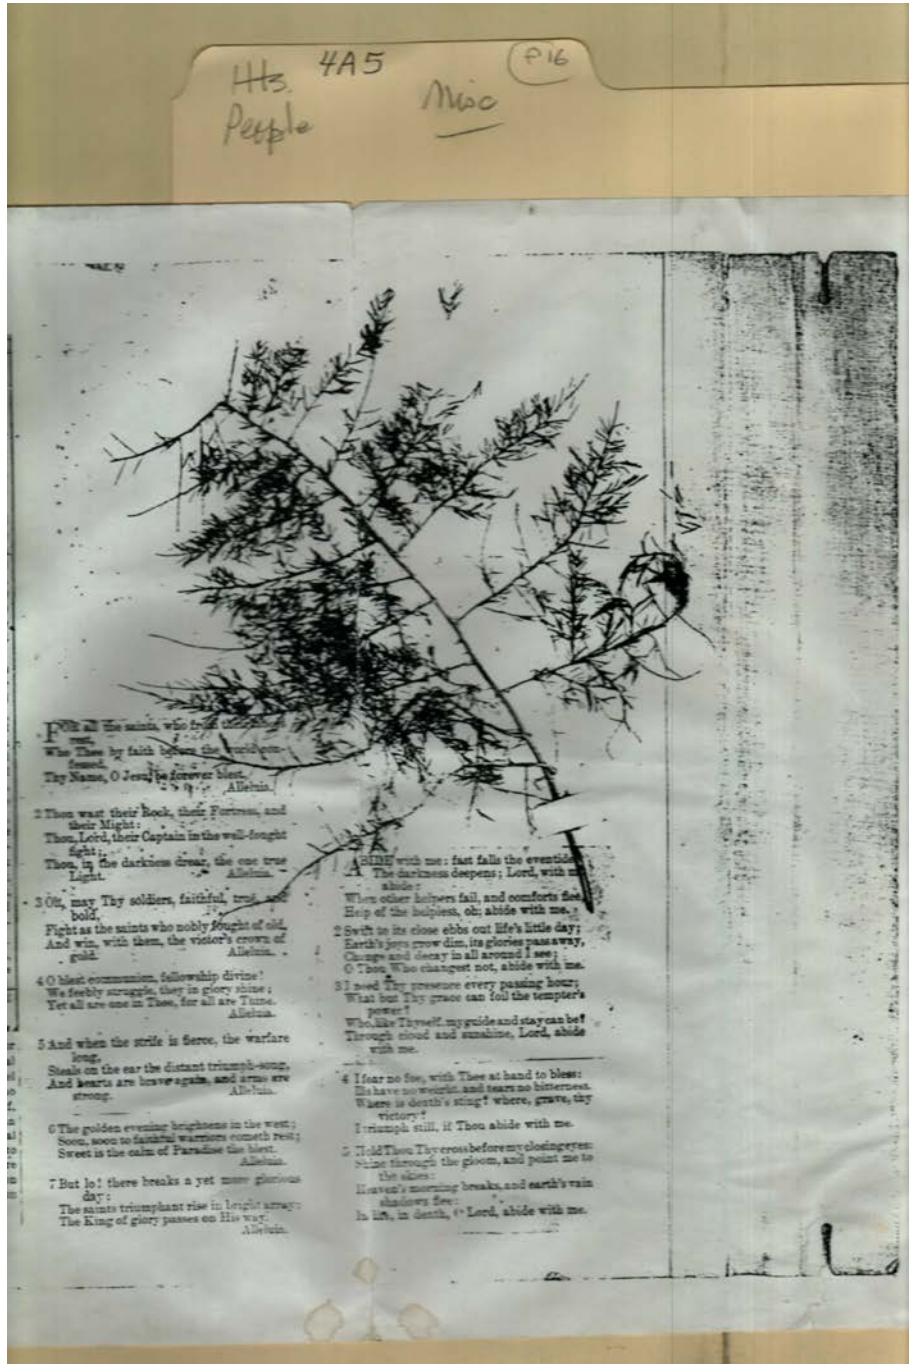 Hts. 4A5 P16
People Misc
FOR all the saints, who from their
rest,
Who Thee by faith before the world con-
fessed,
Thy Name, O Jesu, be forever blest.
Alleluia.
2 Thou wast their Rock, their Fortress, and
their Might:
Thou, Lord, their Captain in the well-fought
fight;
Thou, in the darkness drear, the one true
Light. Alleluia.
3 Oh, may Thy soldiers, faithful, true, and
bold,
Fight as the saints who nobly fought of old,
And win, with them, the victor's crown of
gold. Alleluia.
4 O blest communion, fellowship divine!
We feebly struggle, they in glory shine;
Yet all are one in Thee, for all are Thine.
Alleluia.
5 And when the strife is fierce, the warfare
long,
Steals on the ear the distant triumph-song,
And hearts are brave again, and arms are
strong. Alleluia.
6 The golden evening brightens in the west;
Soon, soon to faithful warriors cometh rest;
Sweet is the calm of Paradise the blest.
Alleluia.
7 But lo! there breaks a yet more glorious
day:
The saints triumphant rise in bright array:
The King of glory passes on His way.
Alleluia.
ABIDE with me: fast falls the eventide
The darkness deepens; Lord, with me
abide:
When other helpers fail, and comforts flee,
Help of the helpless, oh; abide with me.
2 Swift to its close ebbs out life's little day;
Earth's joys grow dim, its glories pass away,
Change and decay in all around I see;
O Thou, Who changest not, abide with me.
3 I need Thy presence every passing hour;
What but Thy grace can foil the tempter's
power?
Who, like Thyself, my guide and stay can be?
Through cloud and sunshine, Lord, abide
with me.
4 I fear no foe, with Thee at hand to bless:
Ills have no weight, and tears no bitterness.
Where is death's sting? where, grave, thy
victory?
I triumph still, if Thou abide with me.
5 Hold Thou Thy cross before my closing eyes:
Shine through the gloom, and point me to
the skies:
Heaven's morning breaks, and earth's vain
shadows flee:
In life, in death, O Lord, abide with me.